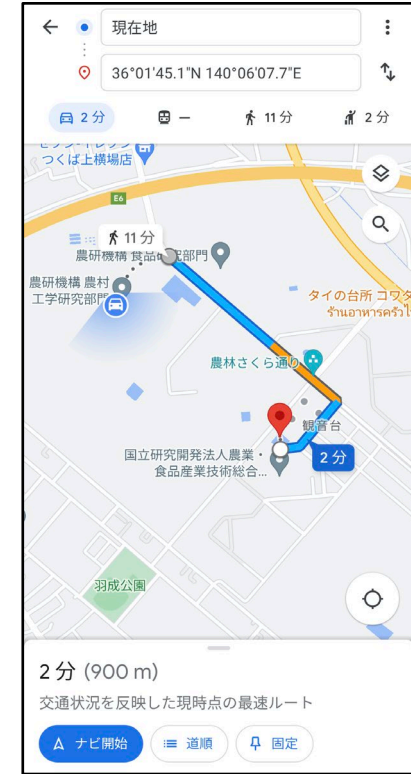 現在地
36°01'45.1"N 140°06'07.7"E
2 分
—
11 分
2 分
つくば上横場店
E6
11 分
農研機構 食品
部門
農研機構 農村
工学研究部門
タイの台所 コワタ
農林さくら通り
観音台
国立研究開発法人農業・
食品産業技術総合...
2 分
羽成公園
2 分 (900 m)
交通状況を反映した現時点の最速ルート
ナビ開始
道順
固定